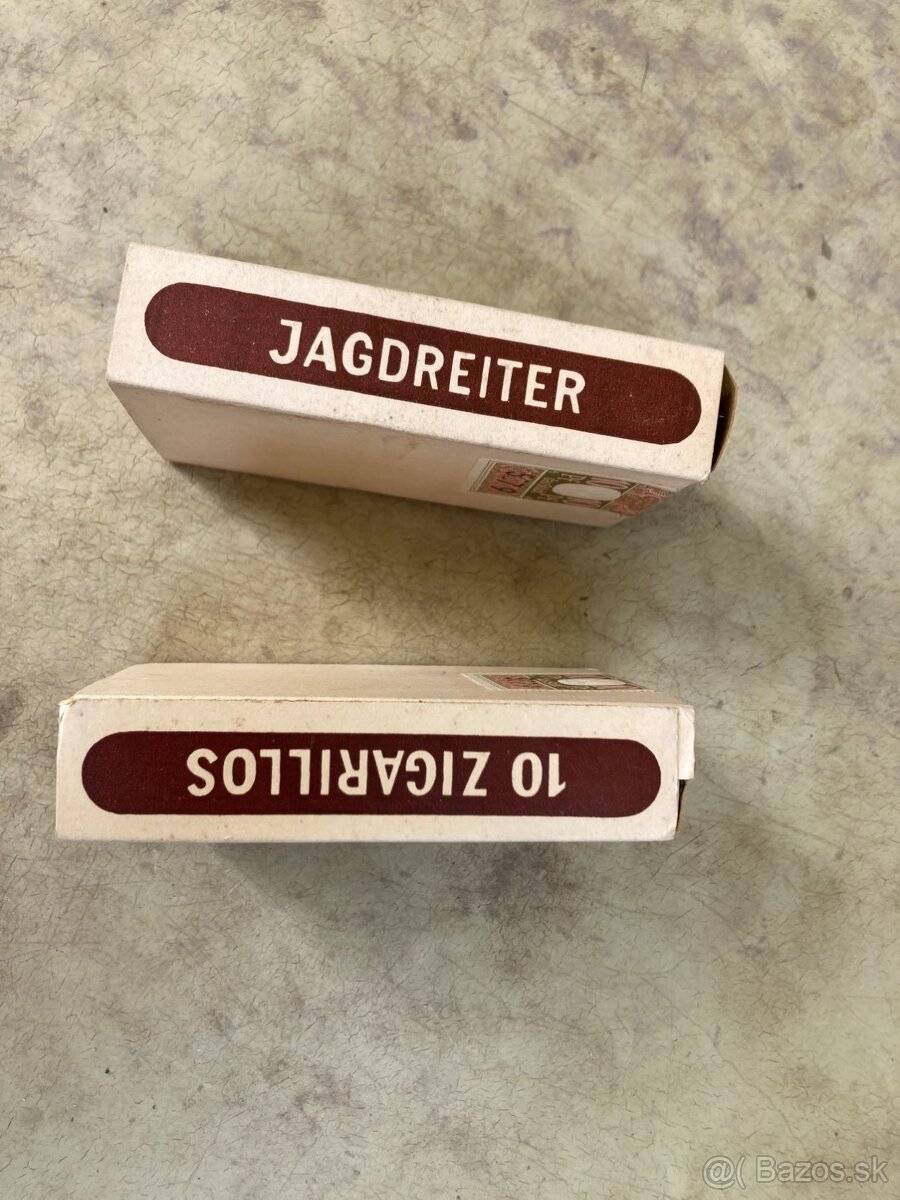 JAGDREITER
10 ZIGARILLOS
@( Bazos.sk